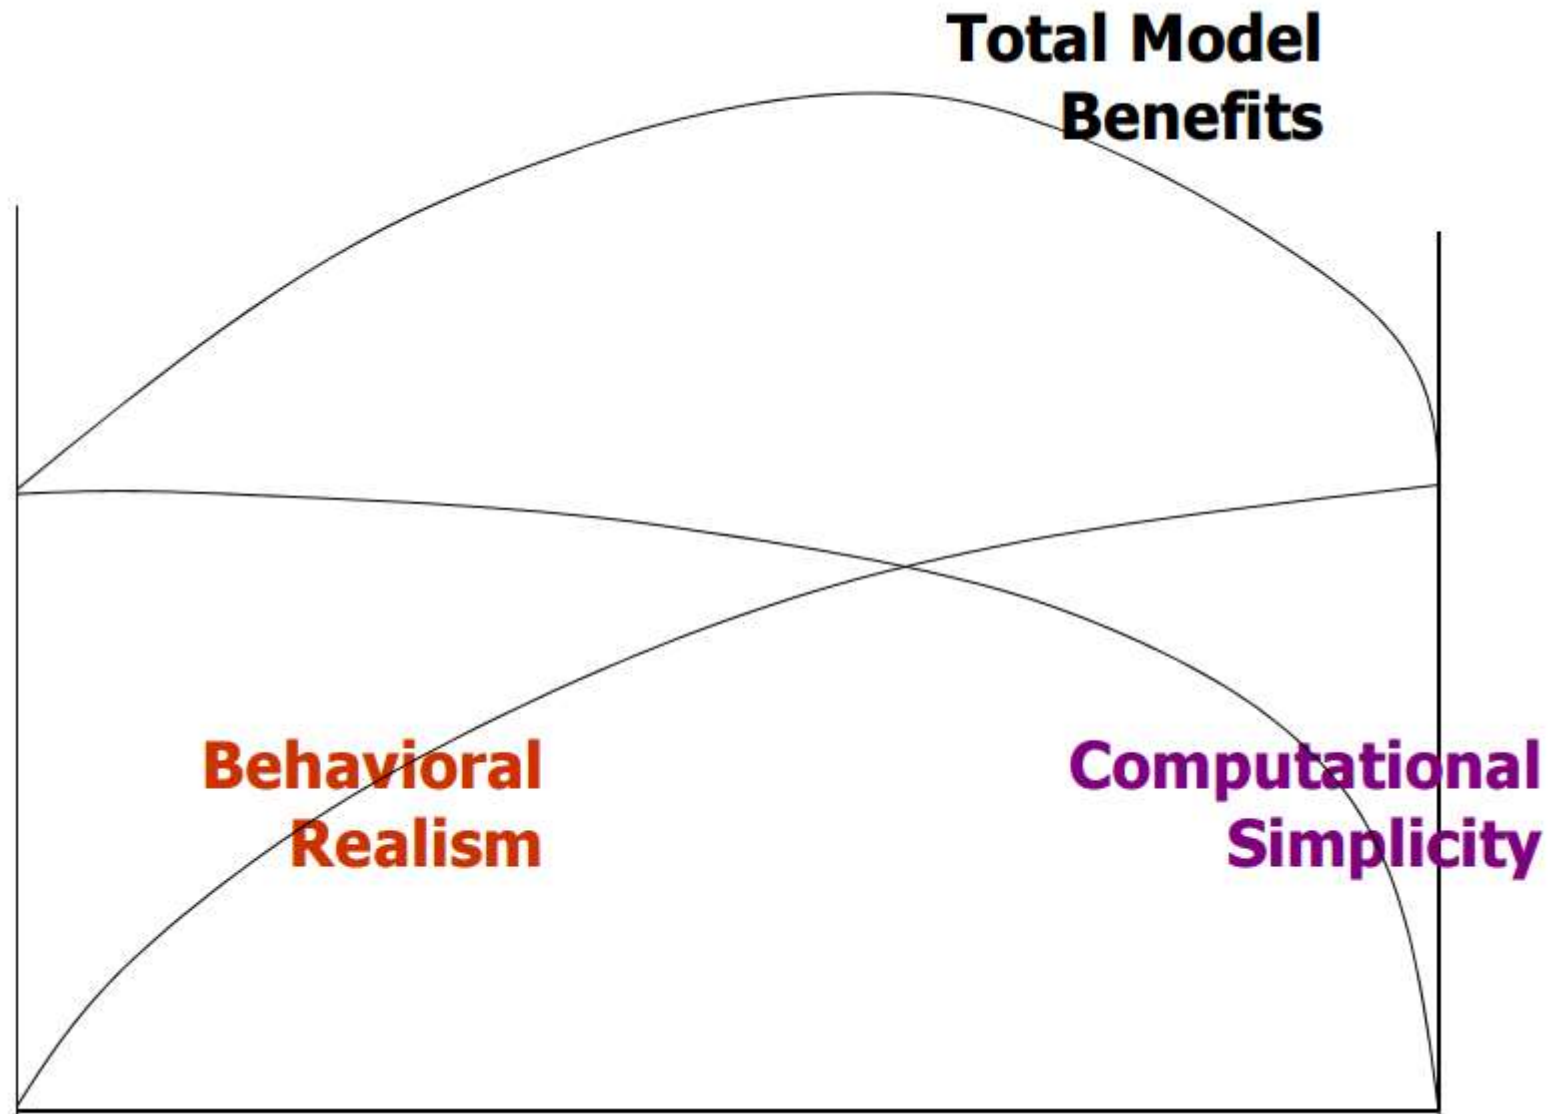 Total Model
Benefits
Behavioral
Realism
Computational
Simplicity